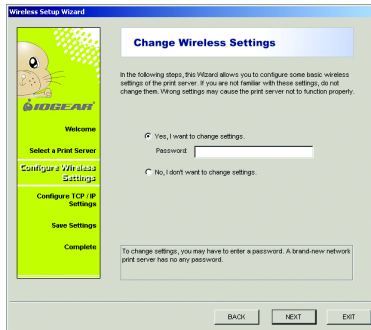 Wireless Setup Wizard
IOGEAR
Welcome
Select a Print Server
Configure Wireless
Settings
Configure TCP / IP
Settings
Save Settings
Complete
Change Wireless Settings
In the following steps, this Wizard allows you to configure some basic wireless
settings of the print server. If you are not familiar with these settings, do not
change them. Wrong settings may cause the print server not to function properly.
Yes, I want to change settings.
Password:
No, I don't want to change settings.
To change settings, you may have to enter a password. A brand-new network
print server has no any password.
BACK NEXT EXIT